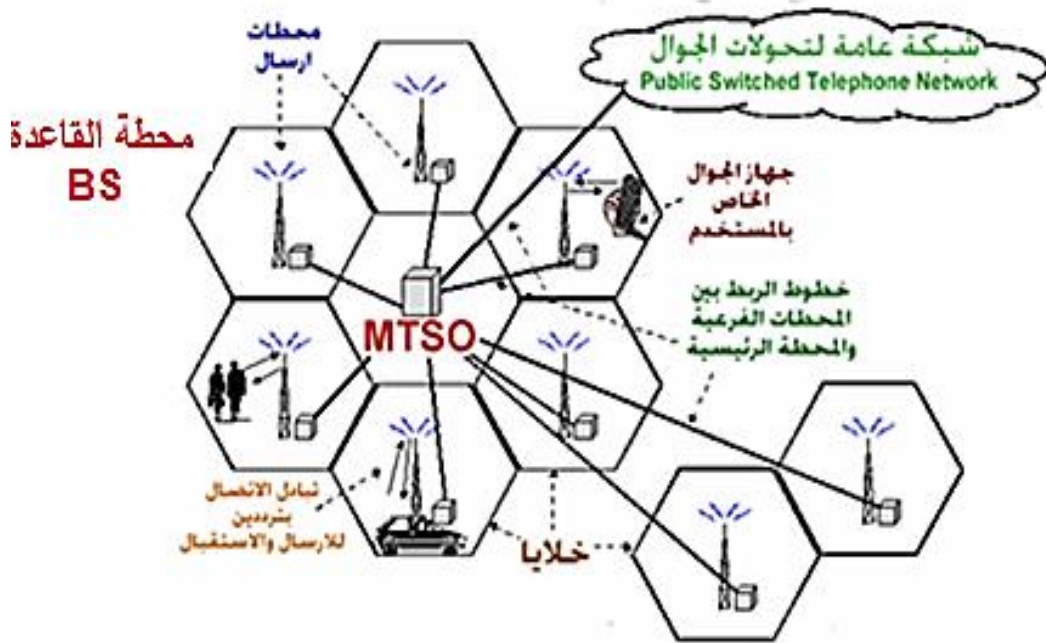 محطات
ارسال
شبكة عامة لتحولات الجوال
Public Switched Telephone Network
محطة القاعدة
BS
جهاز الجوال
الخاص
بالمستخدم
خطوط الربط بين
المحطات الفرعية
والمحطة الرئيسية
MTSO
تبادل الاتصال
بترددين
للارسال والاستقبال
خلايا